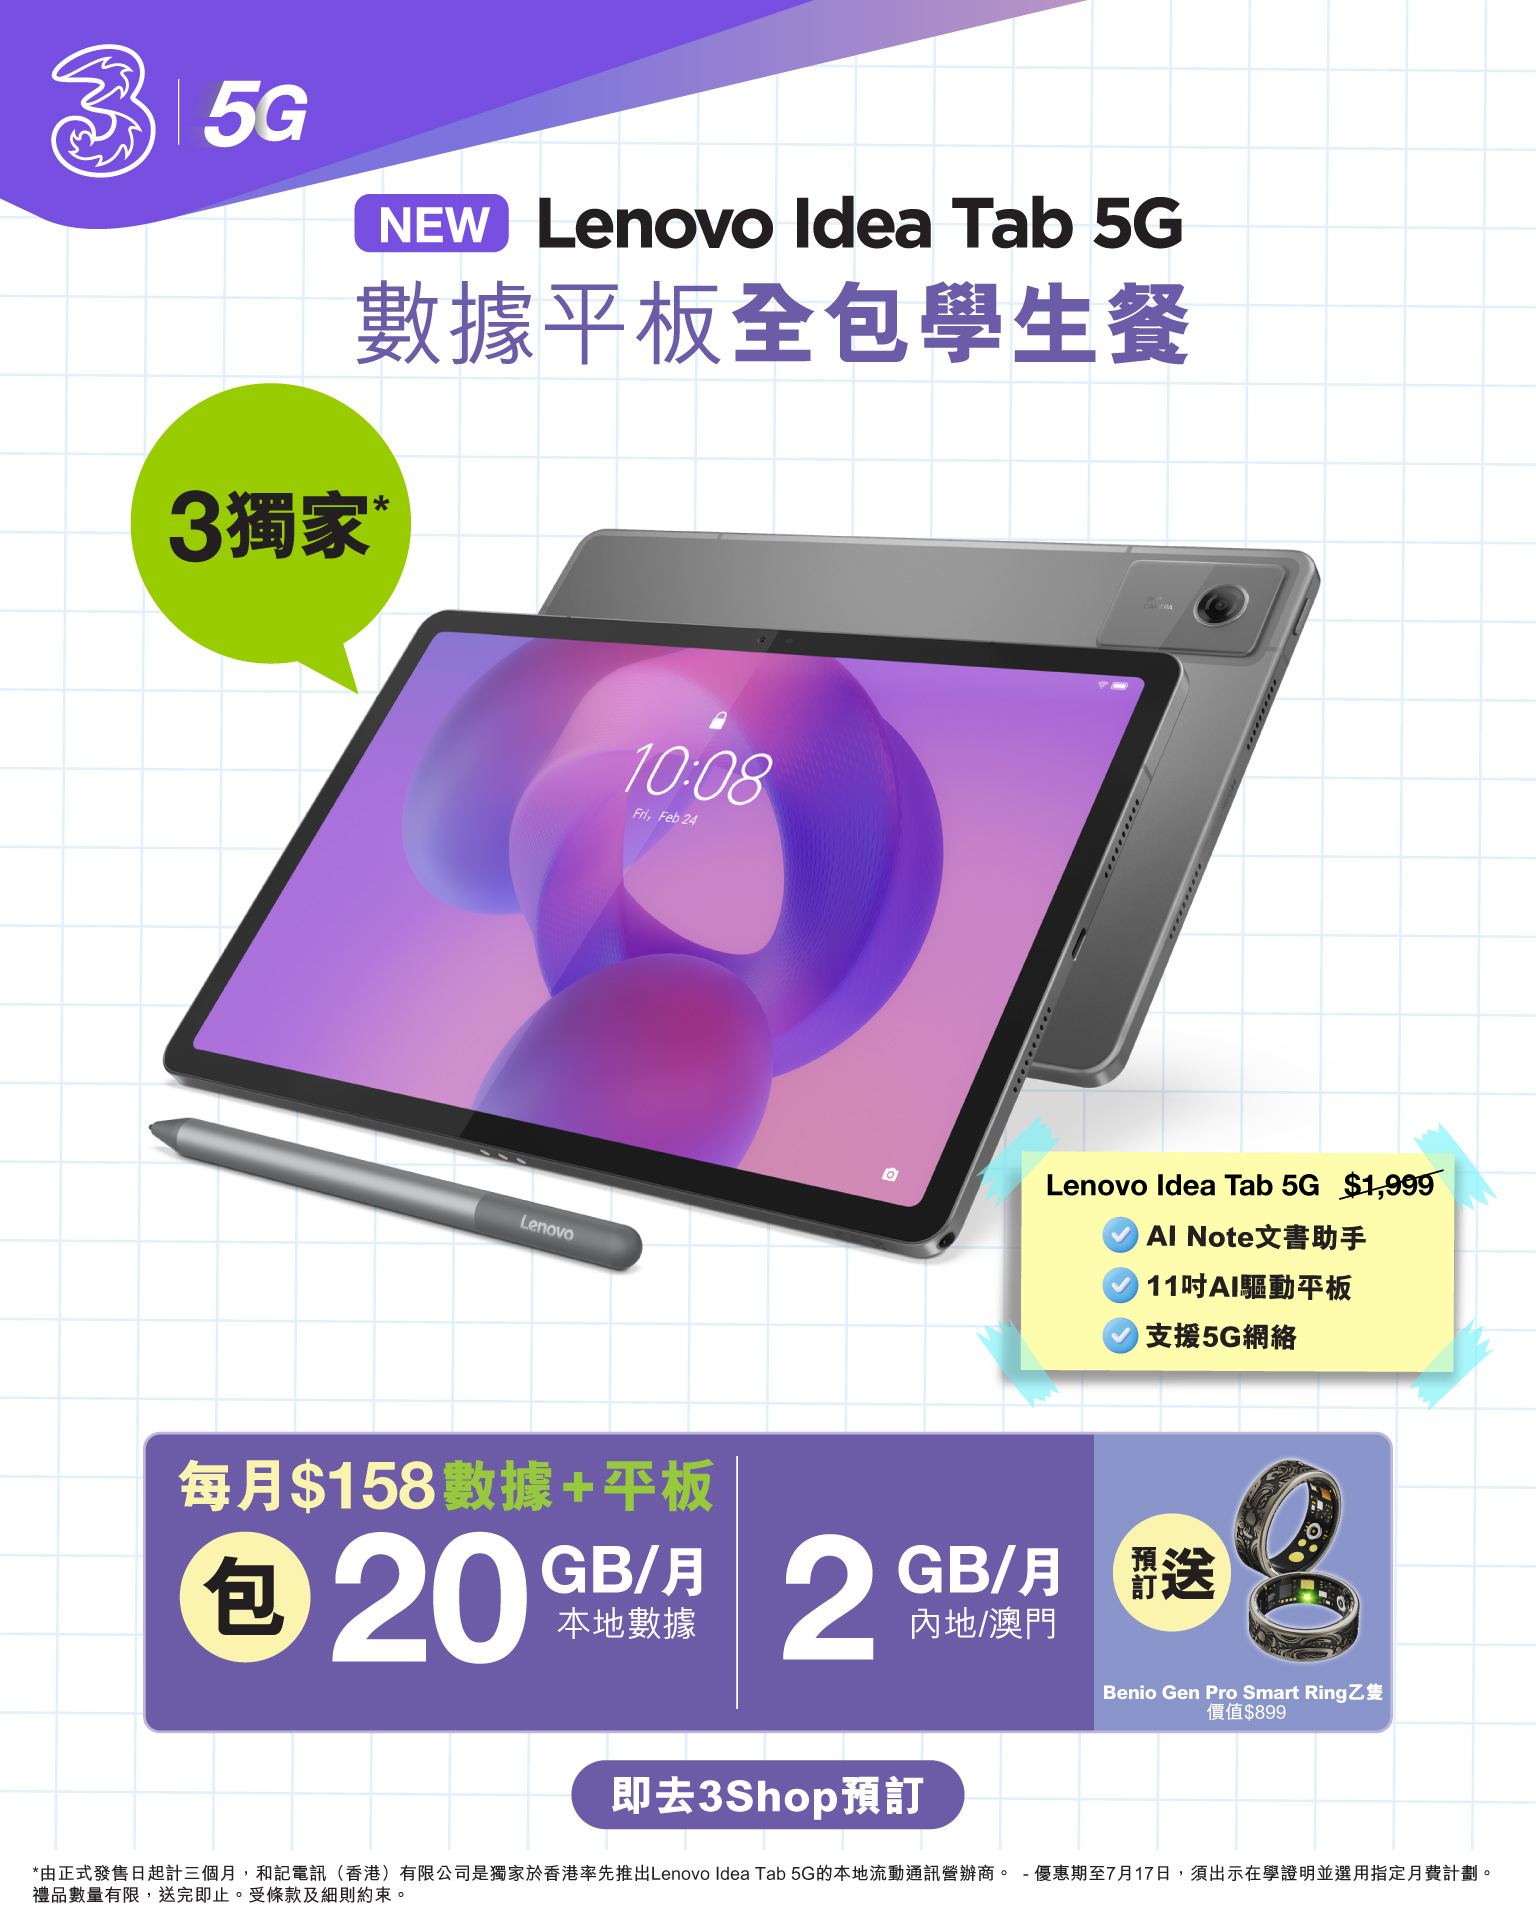 3 | 5G
NEW Lenovo Idea Tab 5G
數據平板全包學生餐
3獨家*
CAMERA
10:08
Fri, Feb 24
Lenovo
Lenovo Idea Tab 5G $1,999
AI Note文書助手
11吋AI驅動平板
支援5G網絡
每月$158數據+平板
包20GB/月
本地數據
2GB/月
內地/澳門
預訂送
Benio Gen Pro Smart Ring乙隻
價值$899
即去3Shop預訂
*由正式發售日起計三個月，和記電訊（香港）有限公司是獨家於香港率先推出Lenovo Idea Tab 5G的本地流動通訊營辦商。 - 優惠期至7月17日，須出示在學證明並選用指定月費計劃。
禮品數量有限，送完即止。受條款及細則約束。